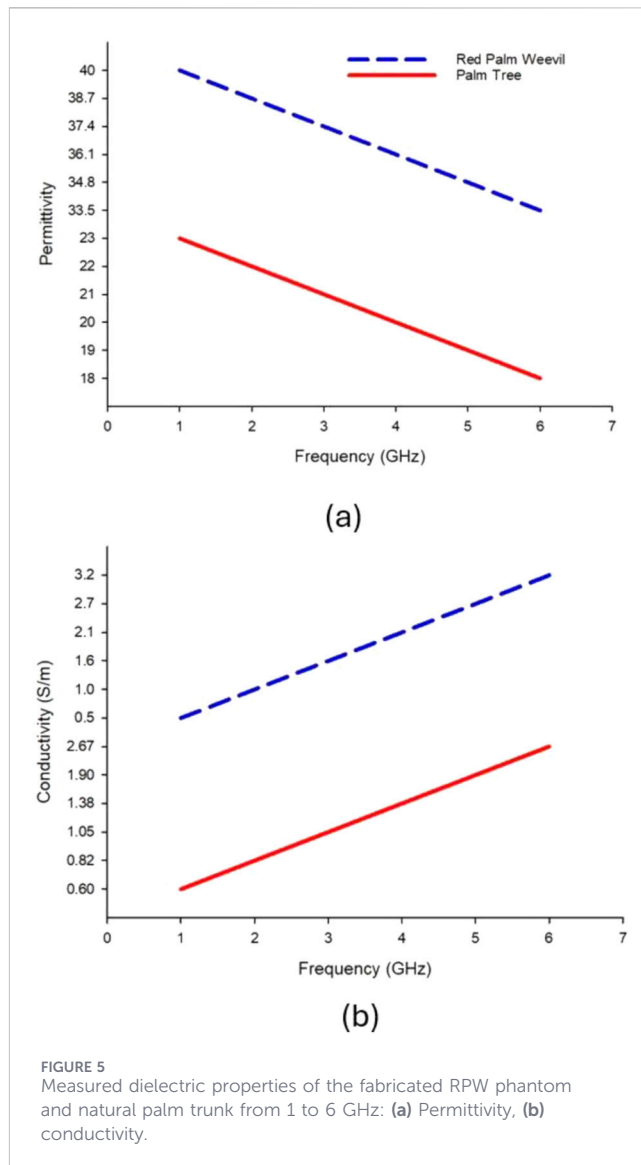 Red Palm Weevil
Palm Tree
Permittivity
40
38.7
37.4
36.1
34.8
33.5
23
22
21
20
19
18
0 1 2 3 4 5 6 7
Frequency (GHz)
(a)
Conductivity (S/m)
3.2
2.7
2.1
1.6
1.0
0.5
2.67
1.90
1.38
1.05
0.82
0.60
0 1 2 3 4 5 6 7
Frequency (GHz)
(b)
FIGURE 5
Measured dielectric properties of the fabricated RPW phantom
and natural palm trunk from 1 to 6 GHz: (a) Permittivity, (b)
conductivity.